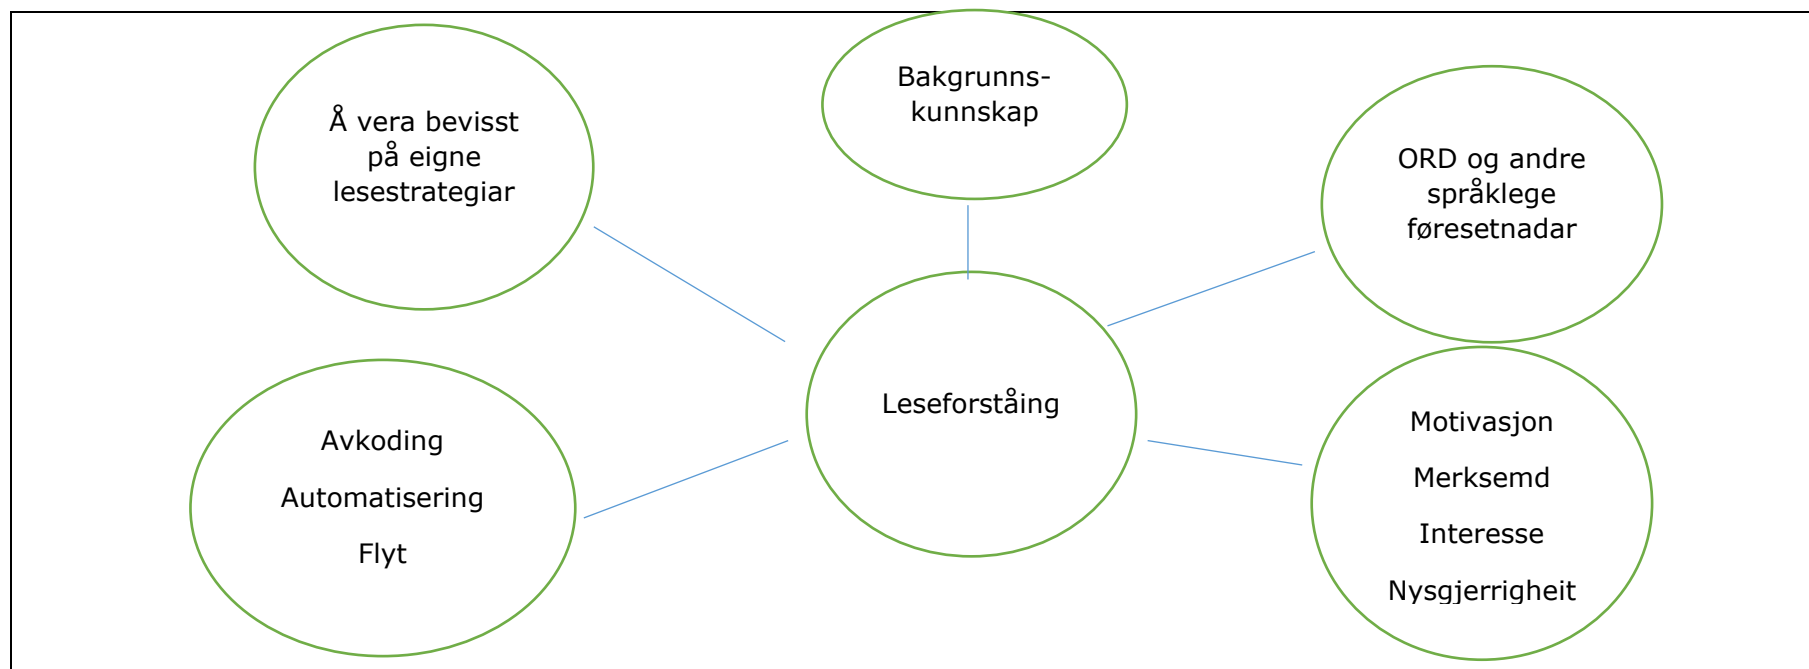 Å vera bevisst
på eigne
lesestrategiar
Bakgrunns-
kunnskap
ORD og andre
språklege
føresetnadar
Leseforståing
Avkoding
Automatisering
Flyt
Motivasjon
Merksemd
Interesse
Nysgjerrigheit